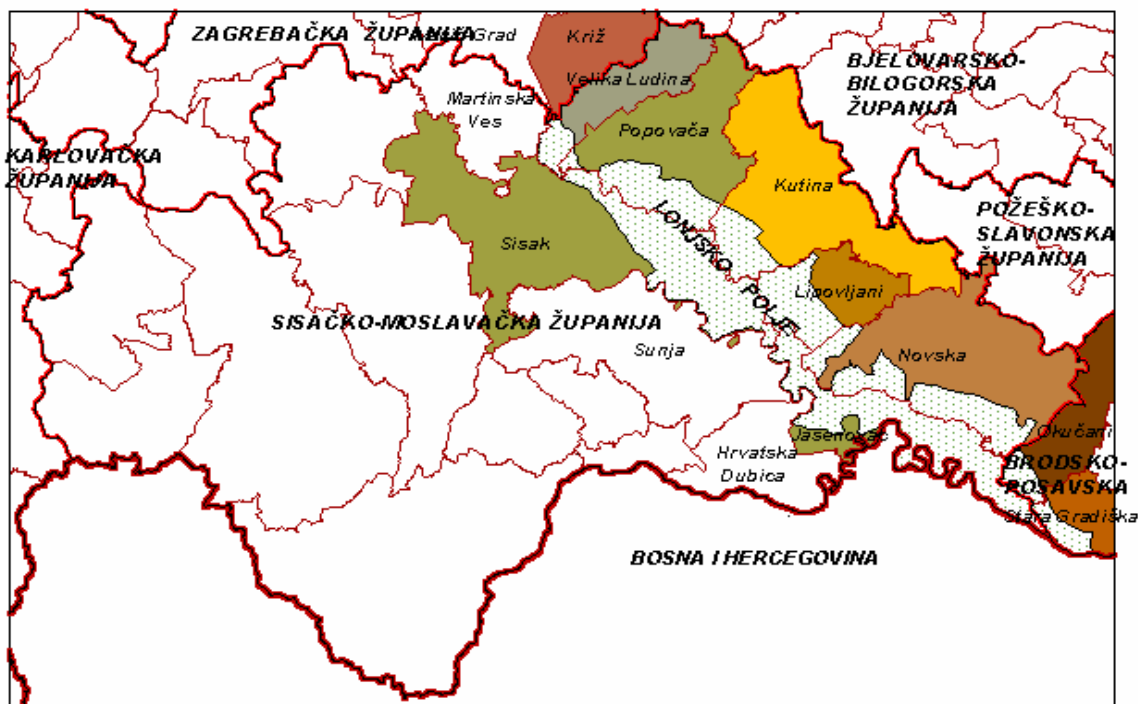 ZAGREBAČKA ŽUPANIJA
Grad
Križ
BJELOVARSKO-
BILOGORSKA
ŽUPANIJA
Velika Ludina
Martinska
Ves
Popovača
KARLOVAČKA
ŽUPANIJA
Kutina
POŽEŠKO-
SLAVONSKA
ŽUPANIJA
LONJSKO POLJE
Sisak
Lipovljani
SISAČKO-MOSLAVAČKA ŽUPANIJA
Sunja
Novska
Jasenovac
Okučani
Hrvatska
Dubica
BRODSKO-
POSAVSKA
Stara Gradiška
BOSNA I HERCEGOVINA